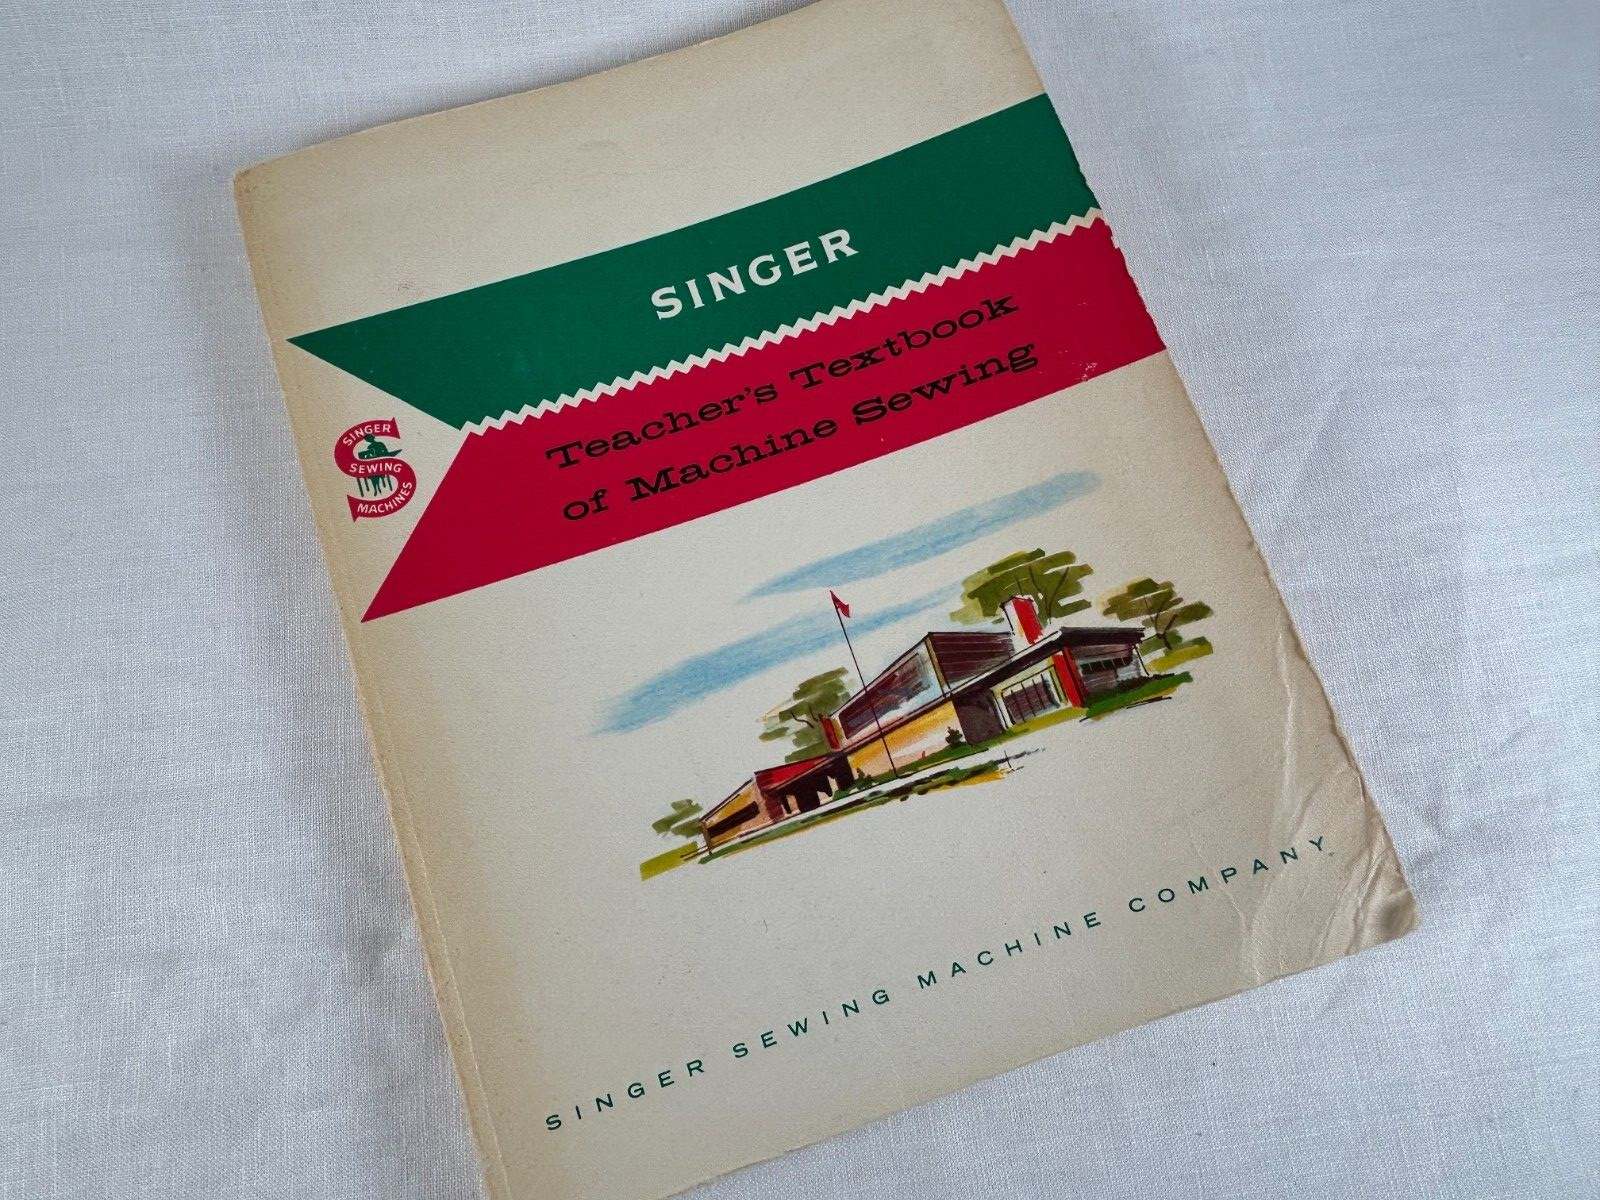 SINGER
Teacher's Textbook
of Machine Sewing
SINGER
SEWING
MACHINES
SINGER SEWING MACHINE COMPANY